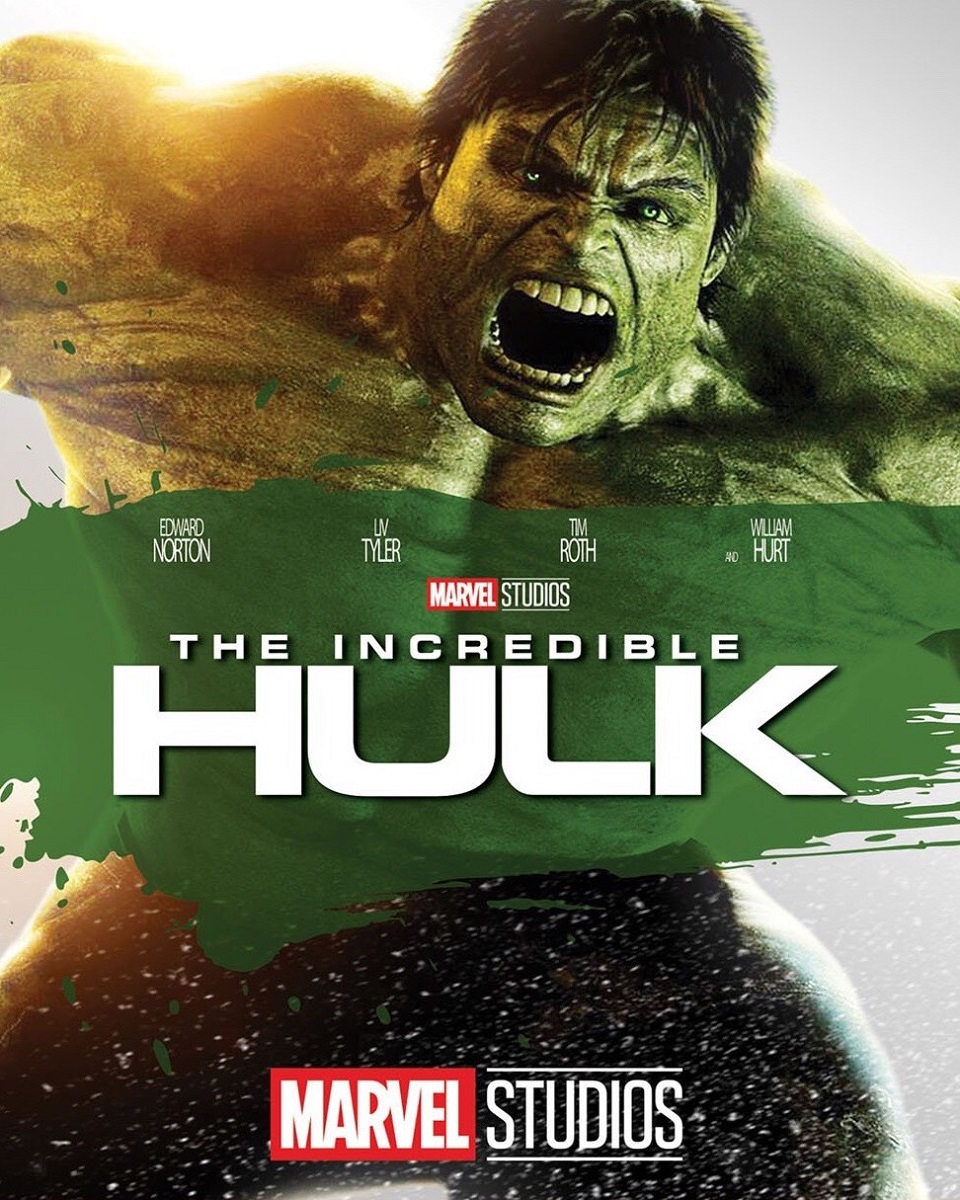 EDWARD NORTON
LIV TYLER
TIM ROTH
AND WILLIAM HURT
MARVEL STUDIOS
THE INCREDIBLE
HULK
MARVEL STUDIOS